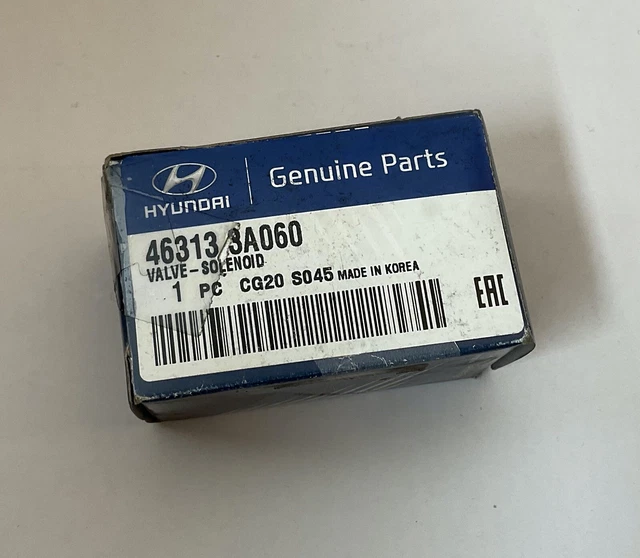 HYUNDAI
Genuine Parts
46313 3A060
VALVE-SOLENOID
1 PC CG20 S045 MADE IN KOREA
EAC